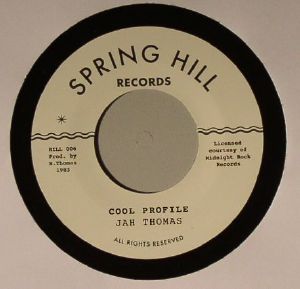 SPRING HILL
RECORDS
HILL 006
Prod. by
N.Thomas
1983
Licensed
courtesy of
Midnight Rock
Records
COOL PROFILE
JAH THOMAS
ALL RIGHTS RESERVED